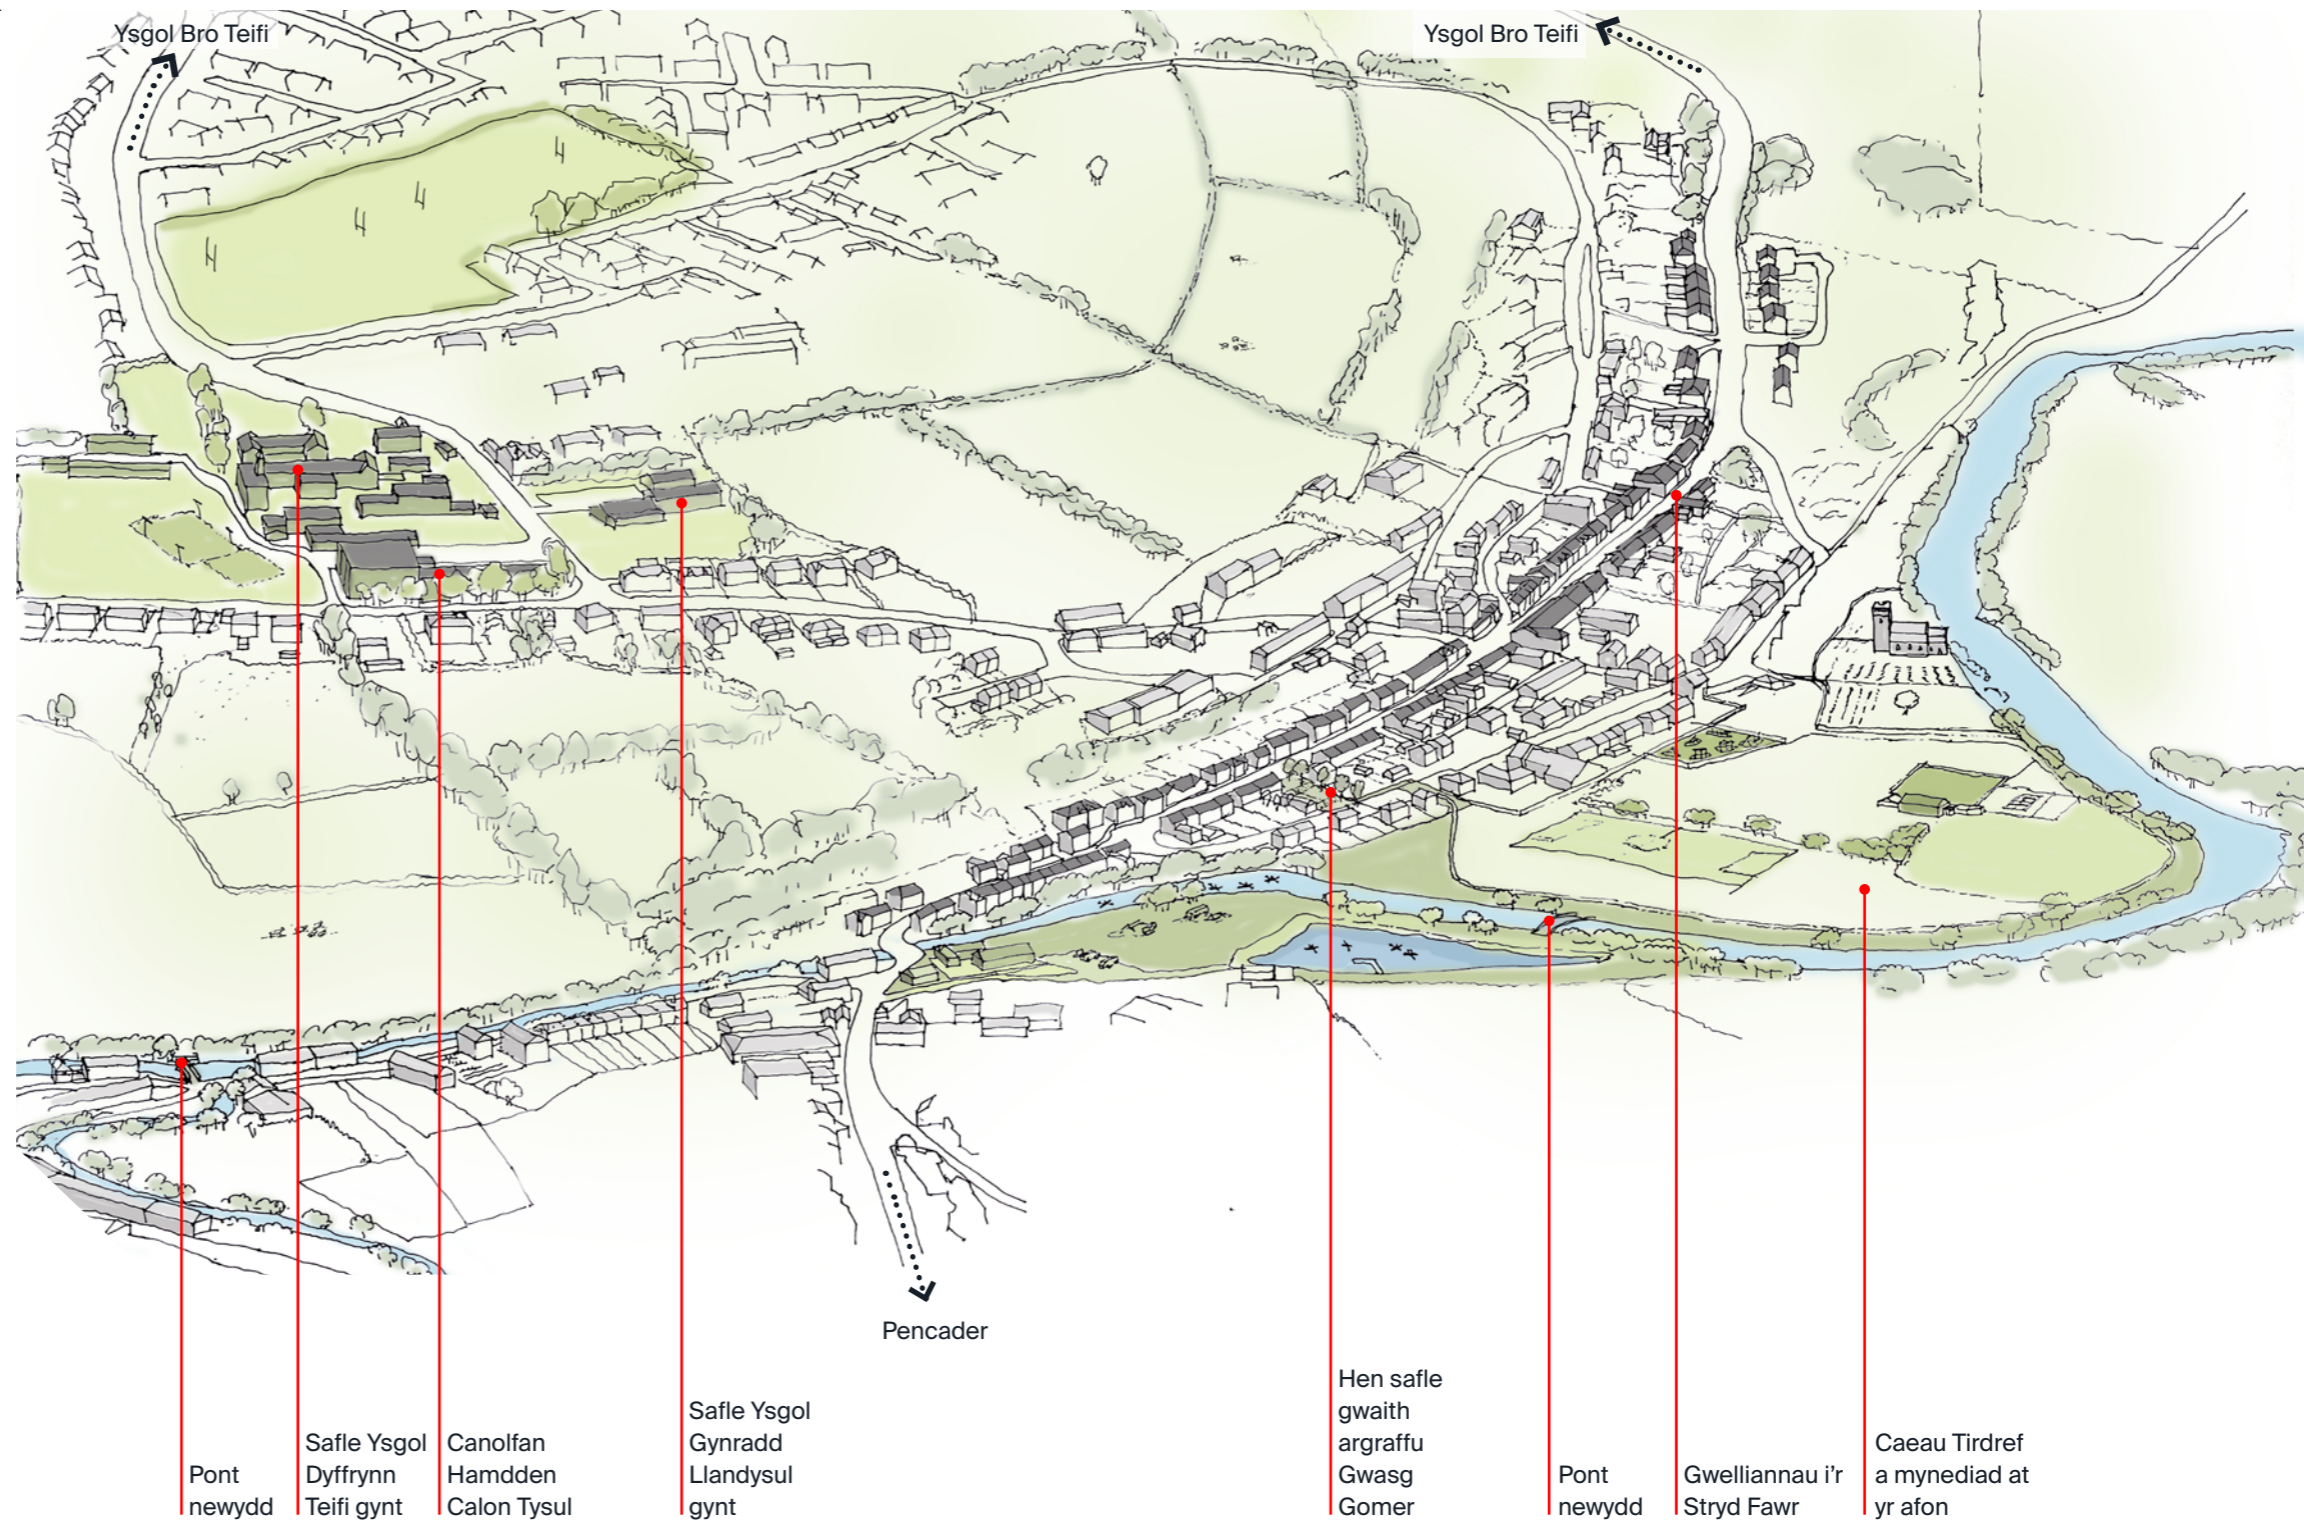 Ysgol Bro Teifi
Ysgol Bro Teifi
Pencader
Pont
newydd
Safle Ysgol
Dyffrynn
Teifi gynt
Canolfan
Hamdden
Calon Tysul
Safle Ysgol
Gynradd
Llandysul
gynt
Hen safle
gwaith
argraffu
Gwasg
Gomer
Pont
newydd
Gwelliannau i’r
Stryd Fawr
Caeau Tirdref
a mynediad at
yr afon